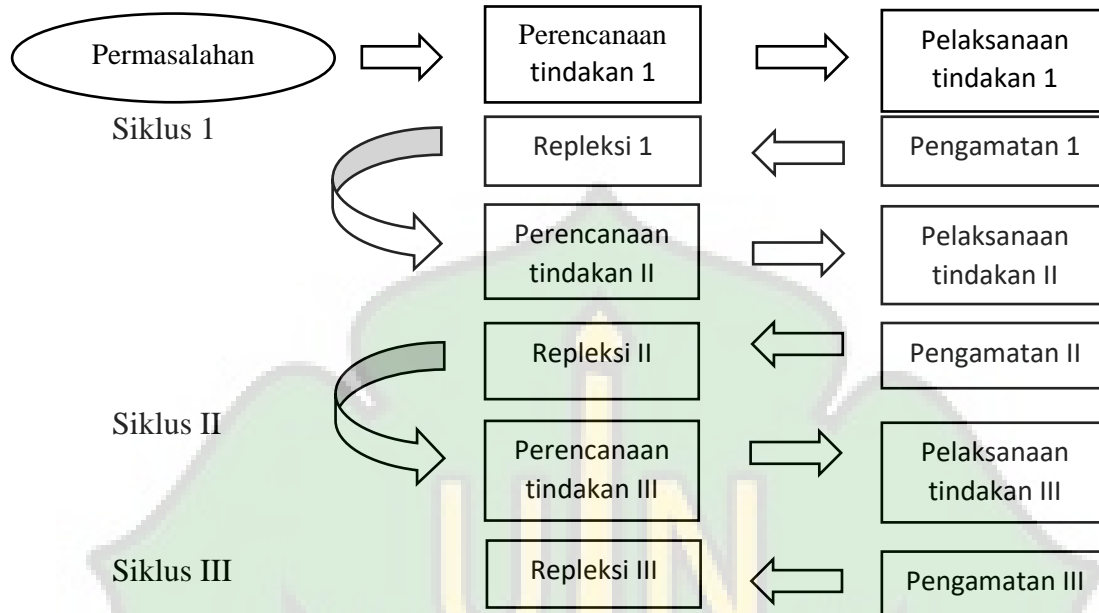 Permasalahan
Perencanaan
tindakan 1
Pelaksanaan
tindakan 1
Siklus 1
Repleksi 1
Pengamatan 1
Perencanaan
tindakan II
Pelaksanaan
tindakan II
Repleksi II
Pengamatan II
Siklus II
Perencanaan
tindakan III
Pelaksanaan
tindakan III
Siklus III
Repleksi III
Pengamatan III
UIN